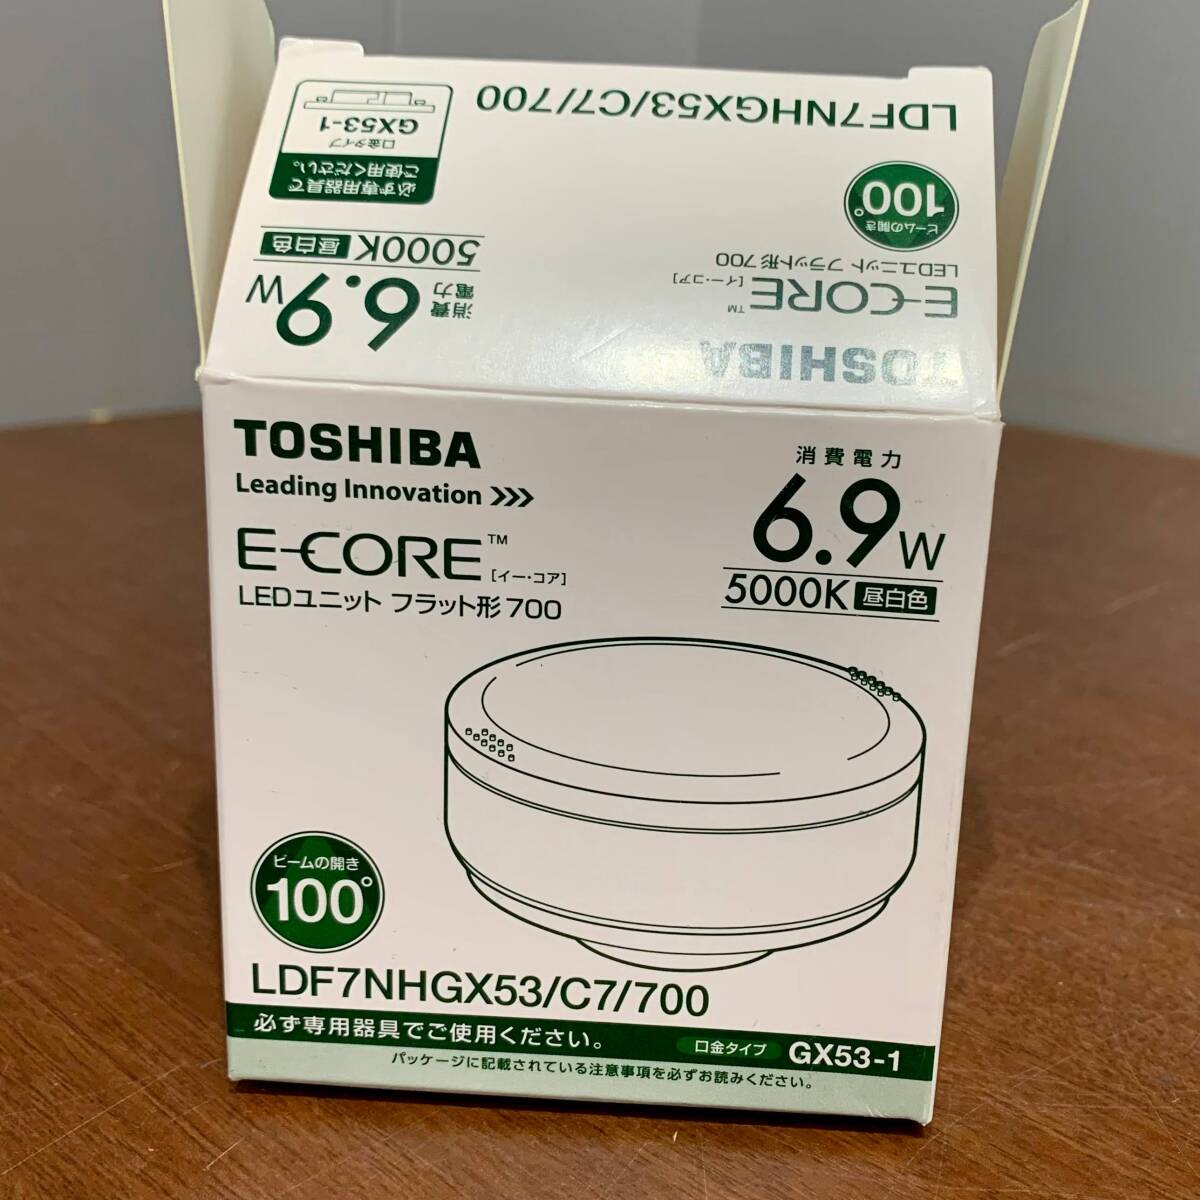 LDF7NHGX53/C7/700
ビームの開き
100°
E-CORE™
[イー・コア]
LEDユニット フラット形 700
TOSHIBA
口金タイプ
GX53-1
必ず専用器具で
ご使用ください。
消費
電力
6.9W
5000K 昼白色
TOSHIBA
Leading Innovation >>>
E-CORE™
[イー・コア]
LEDユニット フラット形 700
消費電力
6.9W
5000K 昼白色
ビームの開き
100°
LDF7NHGX53/C7/700
必ず専用器具でご使用ください。
口金タイプ GX53-1
パッケージに記載されている注意事項を必ずお読みください。